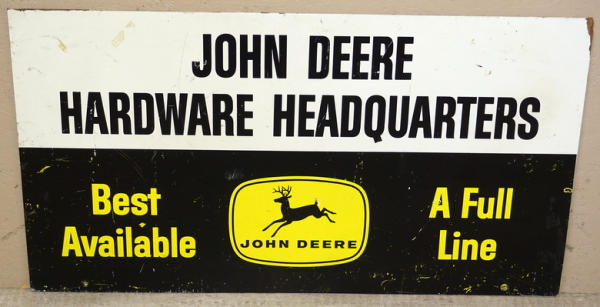 JOHN DEERE
HARDWARE HEADQUARTERS
Best
Available
JOHN DEERE
A Full
Line